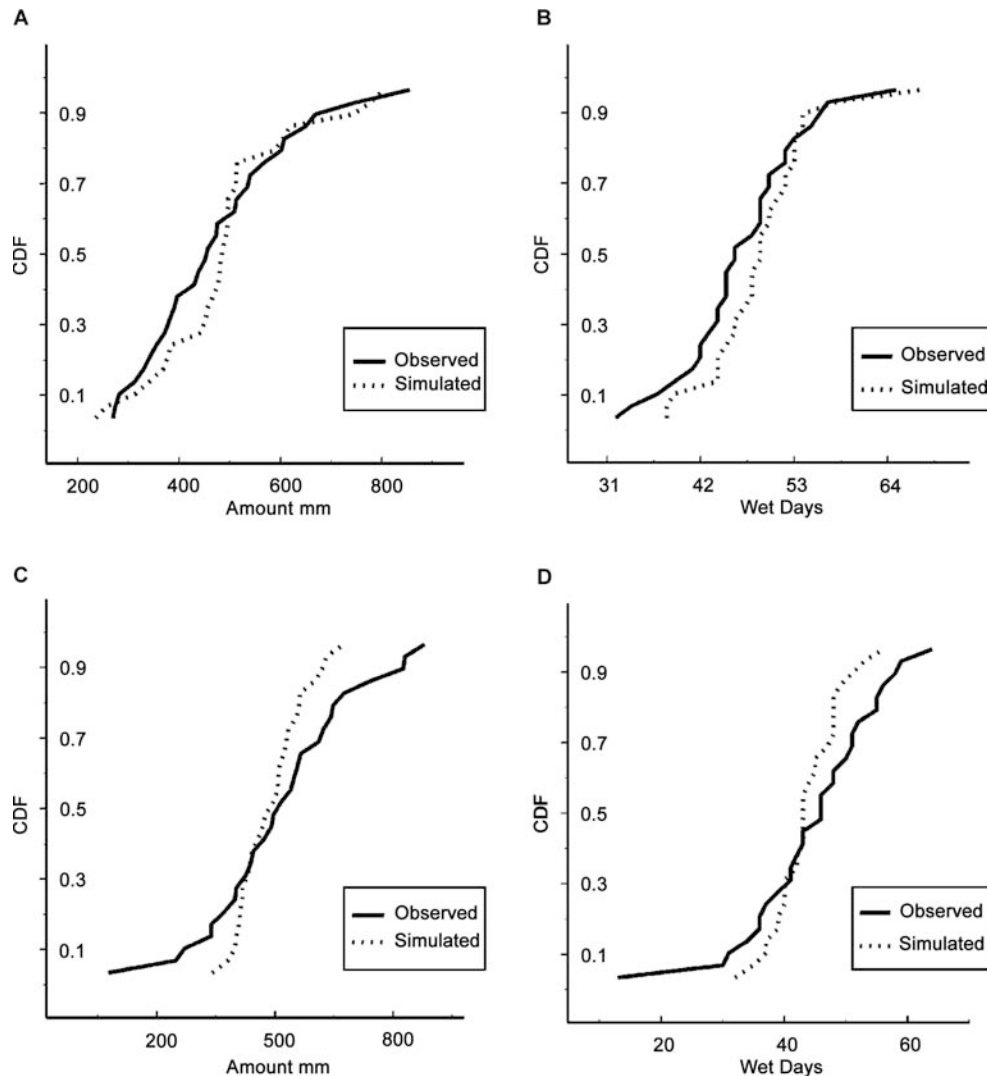 A
CDF
0.9
0.7
0.5
0.3
0.1
Observed
Simulated
200 400 600 800
Amount mm
B
CDF
0.9
0.7
0.5
0.3
0.1
Observed
Simulated
31 42 53 64
Wet Days
C
CDF
0.9
0.7
0.5
0.3
0.1
Observed
Simulated
200 500 800
Amount mm
D
CDF
0.9
0.7
0.5
0.3
0.1
Observed
Simulated
20 40 60
Wet Days